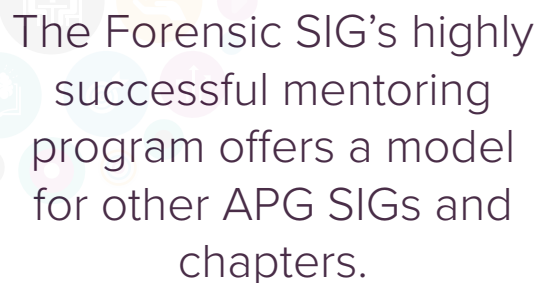 The Forensic SIG’s highly
successful mentoring
program offers a model
for other APG SIGs and
chapters.